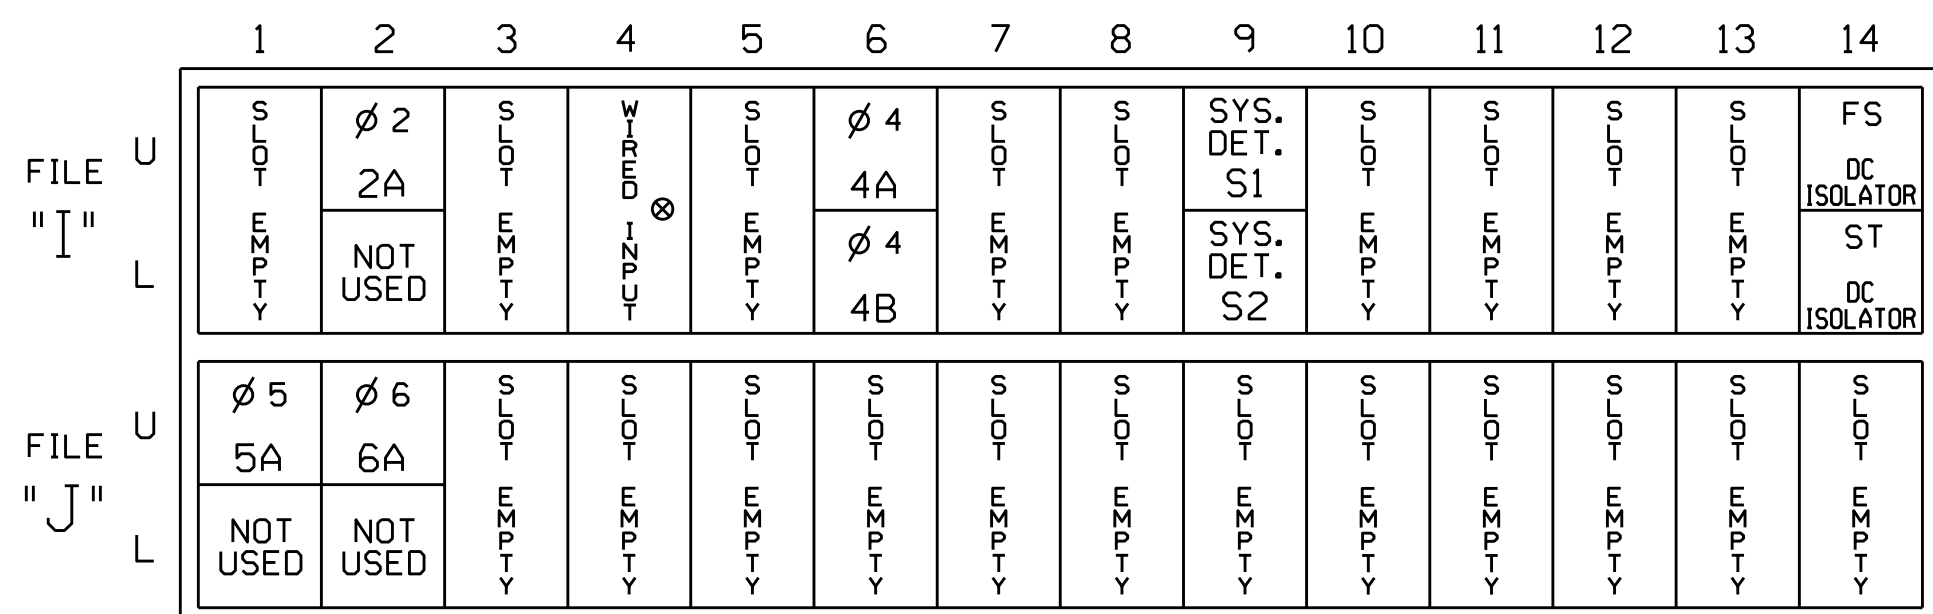 1 2 3 4 5 6 7 8 9 10 11 12 13 14
FILE "I"
U
L
SLOT EMPTY
Ø 2
2A
NOT
USED
SLOT EMPTY
WIRED INPUT
SLOT EMPTY
Ø 4
4A
Ø 4
4B
SLOT EMPTY
SLOT EMPTY
SYS.
DET.
S1
SYS.
DET.
S2
SLOT EMPTY
SLOT EMPTY
SLOT EMPTY
SLOT EMPTY
FS
DC
ISOLATOR
ST
DC
ISOLATOR
FILE "J"
U
L
Ø 5
5A
NOT
USED
Ø 6
6A
NOT
USED
SLOT EMPTY
SLOT EMPTY
SLOT EMPTY
SLOT EMPTY
SLOT EMPTY
SLOT EMPTY
SLOT EMPTY
SLOT EMPTY
SLOT EMPTY
SLOT EMPTY
SLOT EMPTY
SLOT EMPTY